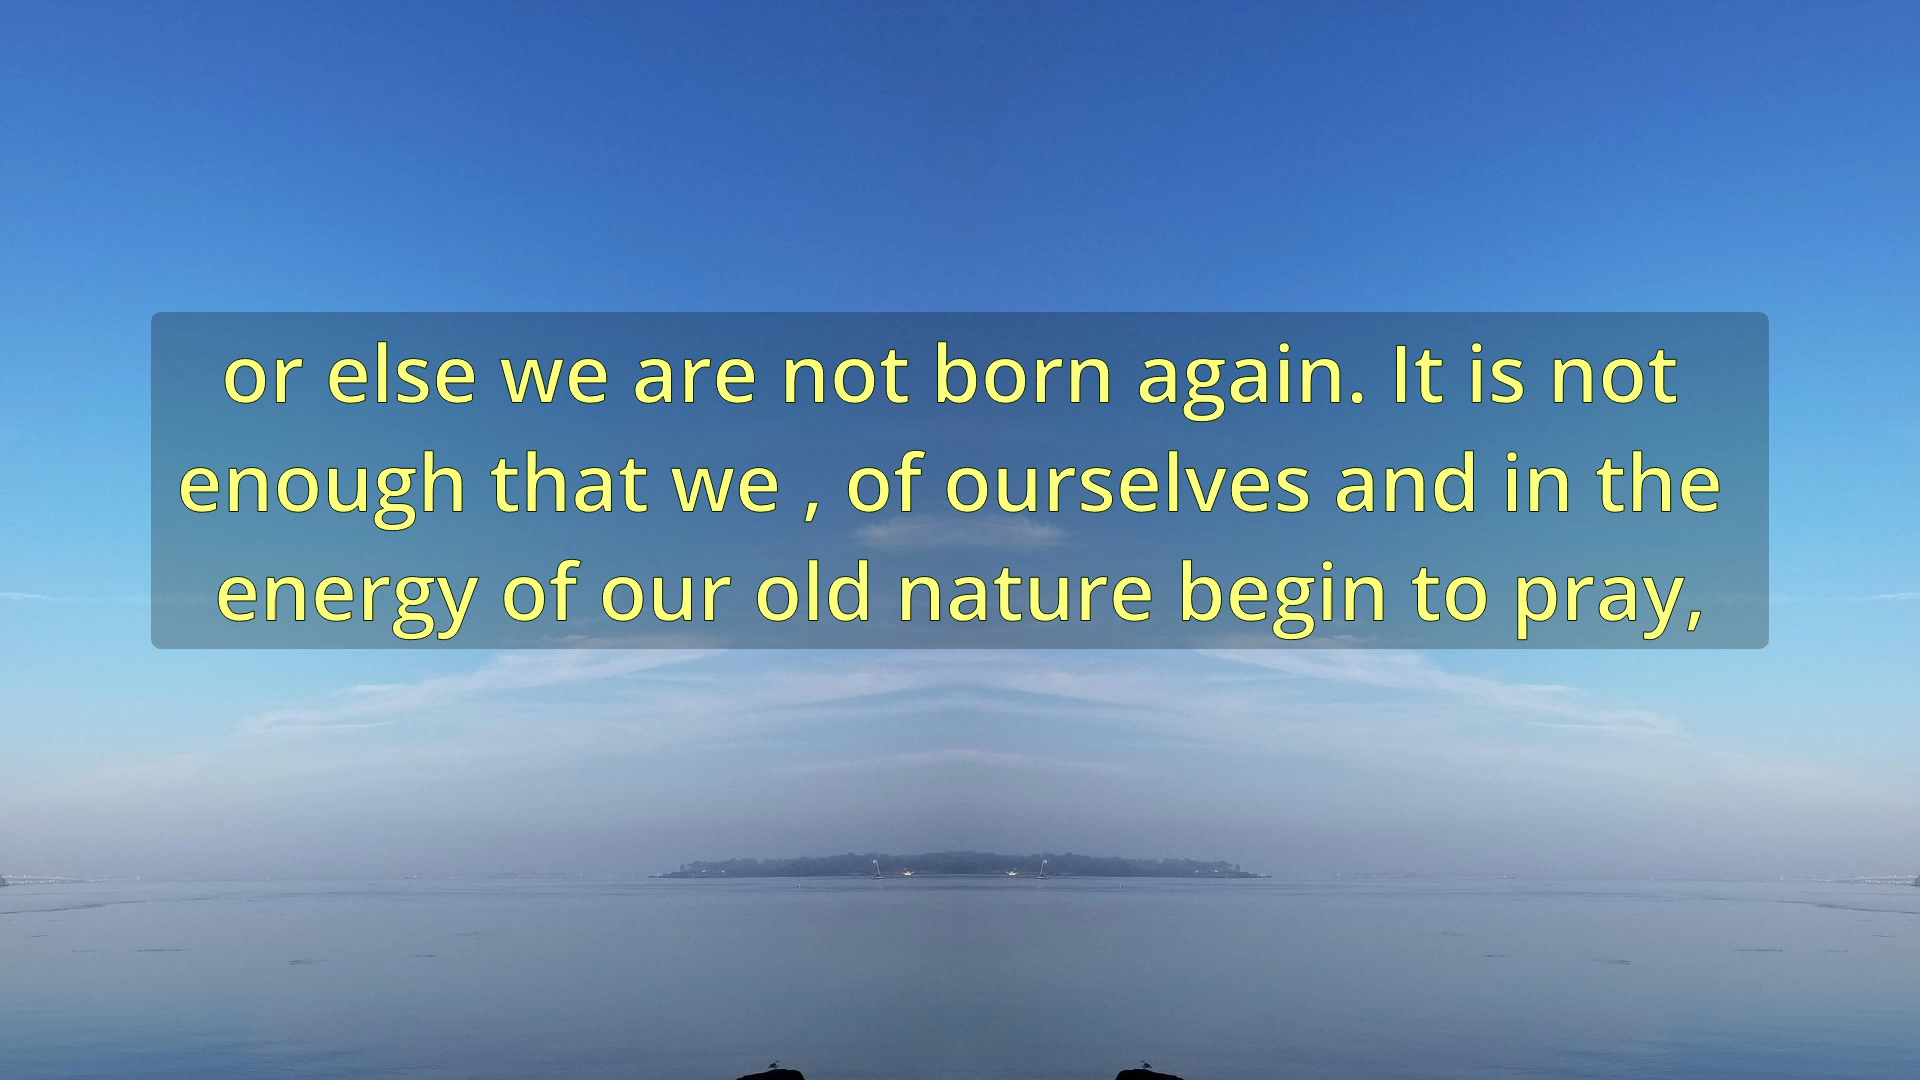 or else we are not born again. It is not
enough that we , of ourselves and in the
energy of our old nature begin to pray,